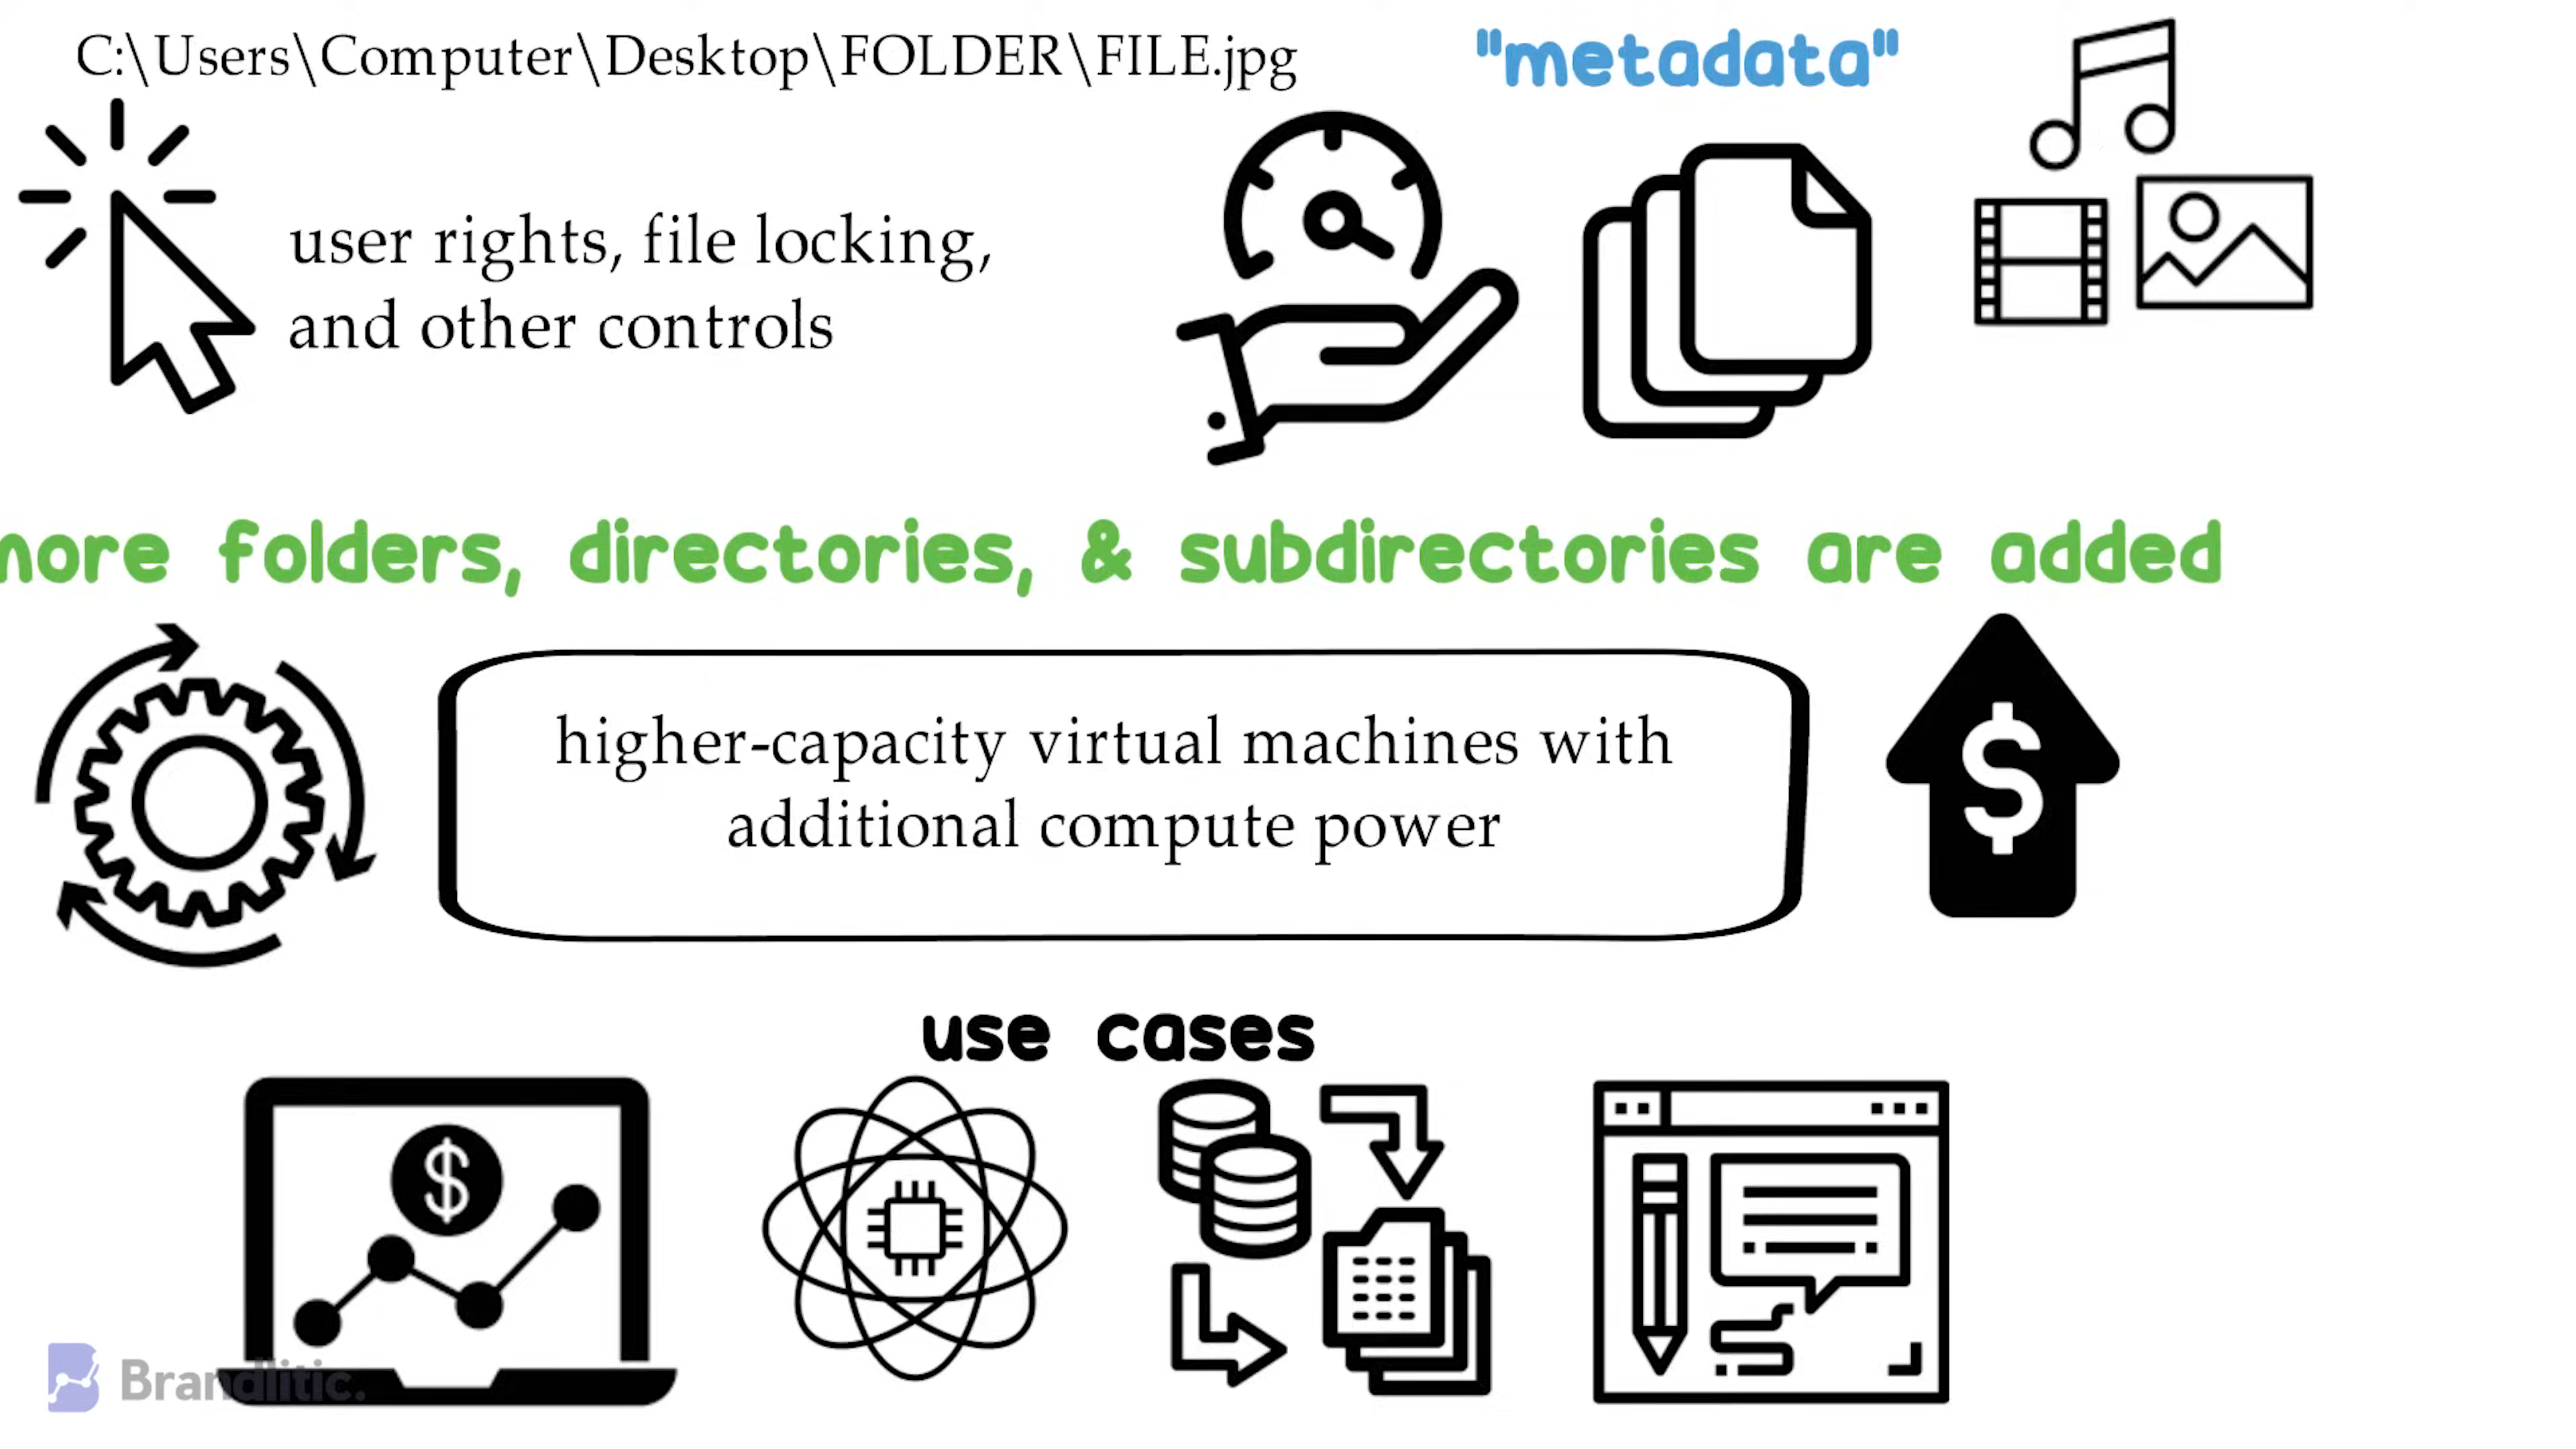 C:\Users\Computer\Desktop\FOLDER\FILE.jpg
"metadata"
user rights, file locking,
and other controls
folders, directories, & subdirectories are added
higher-capacity virtual machines with
additional compute power
use cases
Brandlitic.